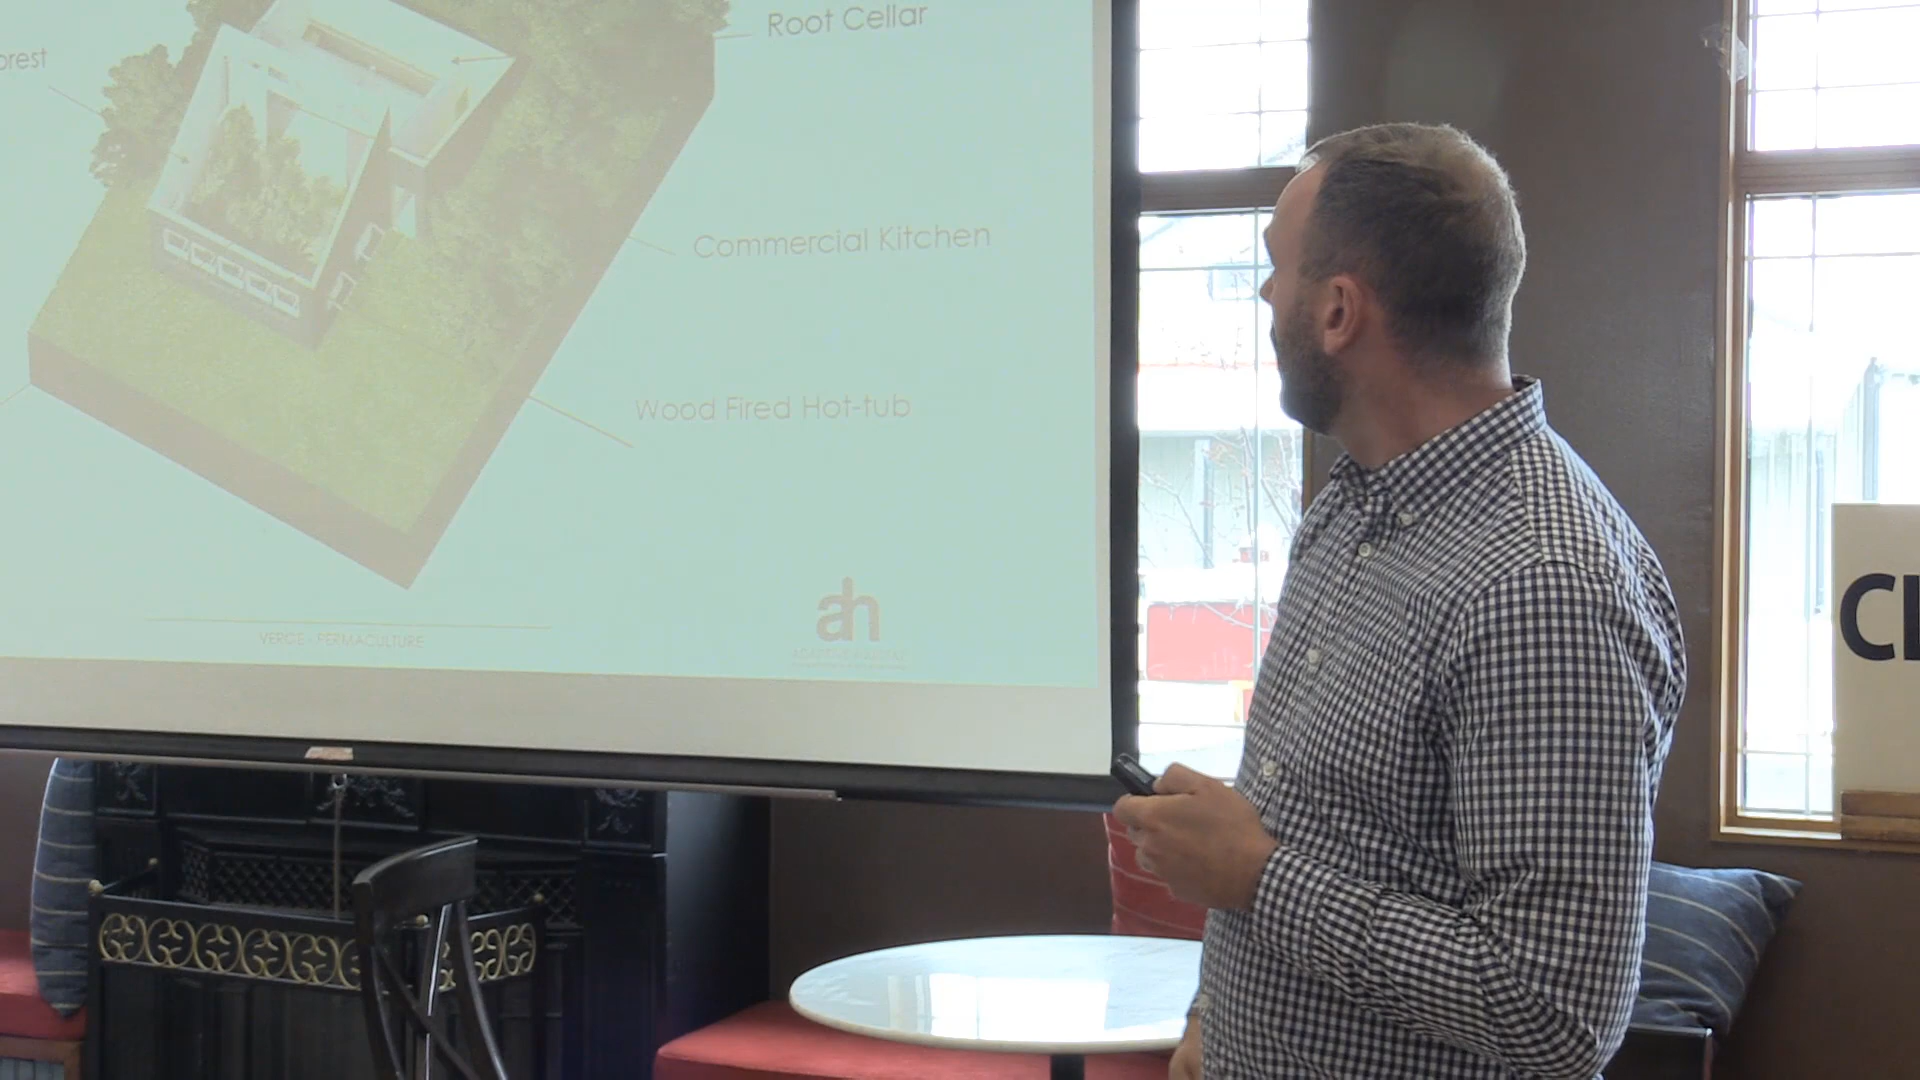 orest
Root Cellar
Commercial Kitchen
Wood Fired Hot-tub
VERGE PERMACULTURE
ah
CI